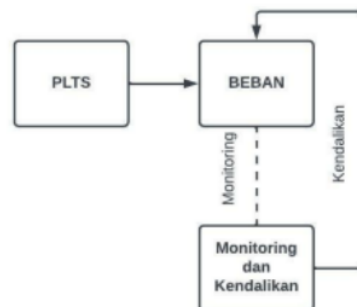 PLTS
BEBAN
Monitoring
Kendalikan
Monitoring
dan
Kendalikan